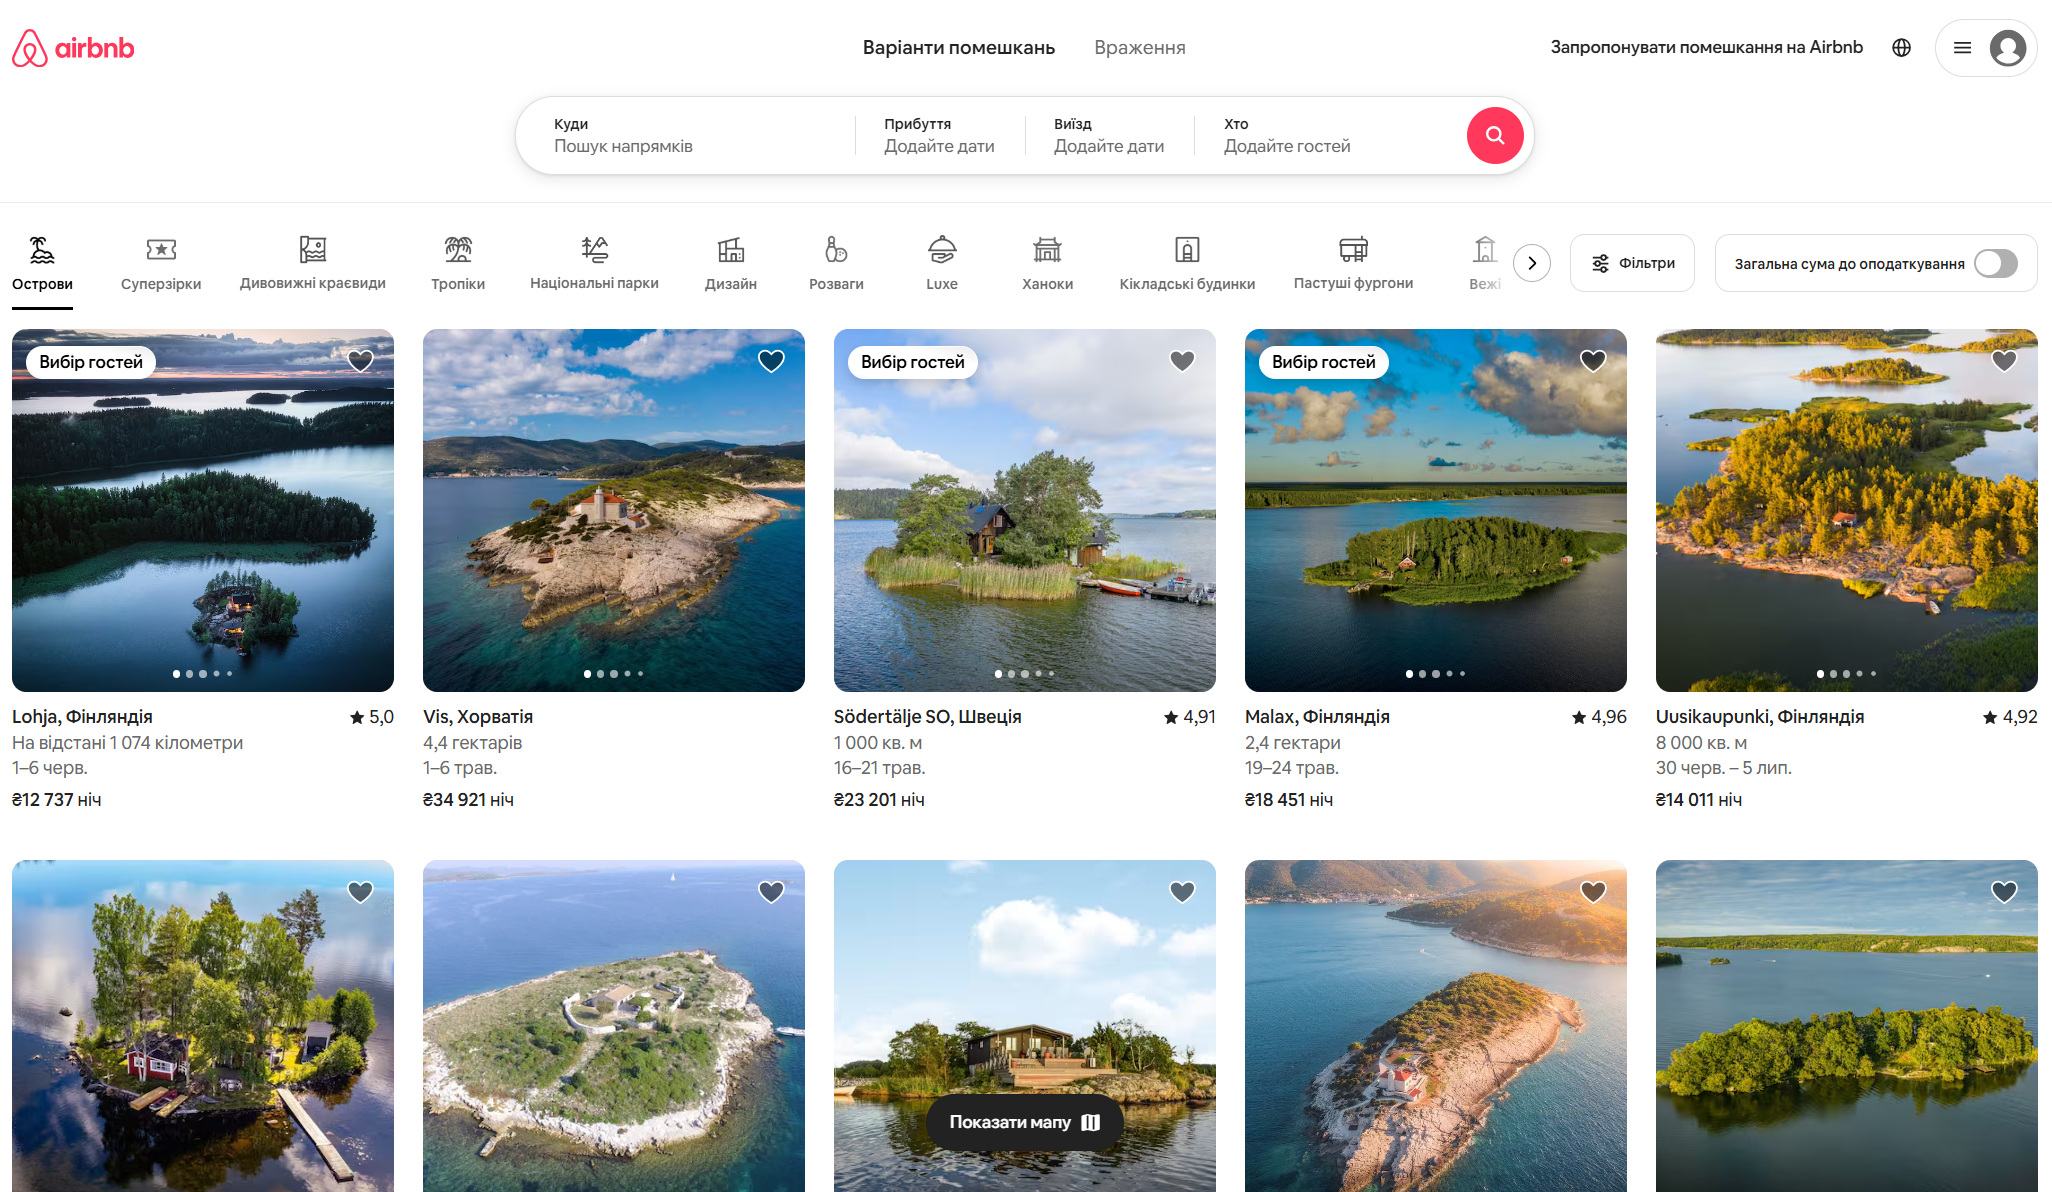 airbnb
Варіанти помешкань
Враження
Запропонувати помешкання на Airbnb
Куди
Пошук напрямків
Прибуття
Додайте дати
Виїзд
Додайте дати
Хто
Додайте гостей
Острови
Суперзірки
Дивовижні краєвиди
Тропіки
Національні парки
Дизайн
Розваги
Luxe
Ханоки
Кікладські будинки
Пастуші фургони
Вежі
Фільтри
Загальна сума до оподаткування
Вибір гостей
Вибір гостей
Вибір гостей
Lohja, Фінляндія
5,0
На відстані 1 074 кілометри
1–6 черв.
₴12 737 ніч
Vis, Хорватія
4,4 гектарів
1–6 трав.
₴34 921 ніч
Södertälje SO, Швеція
4,91
1 000 кв. м
16–21 трав.
₴23 201 ніч
Malax, Фінляндія
4,96
2,4 гектари
19–24 трав.
₴18 451 ніч
Uusikaupunki, Фінляндія
4,92
8 000 кв. м
30 черв. – 5 лип.
₴14 011 ніч
Показати мапу